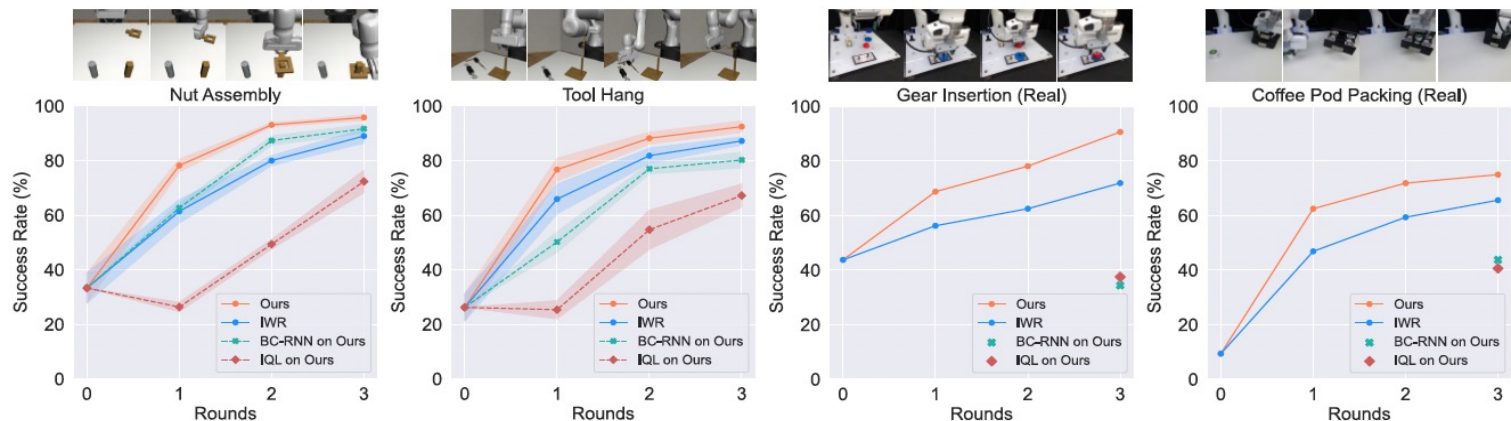 Nut Assembly
Success Rate (%)
100
80
60
40
20
0
Ours
IWR
BC-RNN on Ours
IQL on Ours
0 1 2 3
Rounds
Tool Hang
Success Rate (%)
100
80
60
40
20
0
Ours
IWR
BC-RNN on Ours
IQL on Ours
0 1 2 3
Rounds
Gear Insertion (Real)
Success Rate (%)
100
80
60
40
20
0
Ours
IWR
BC-RNN on Ours
IQL on Ours
0 1 2 3
Rounds
Coffee Pod Packing (Real)
Success Rate (%)
100
80
60
40
20
0
Ours
IWR
BC-RNN on Ours
IQL on Ours
0 1 2 3
Rounds